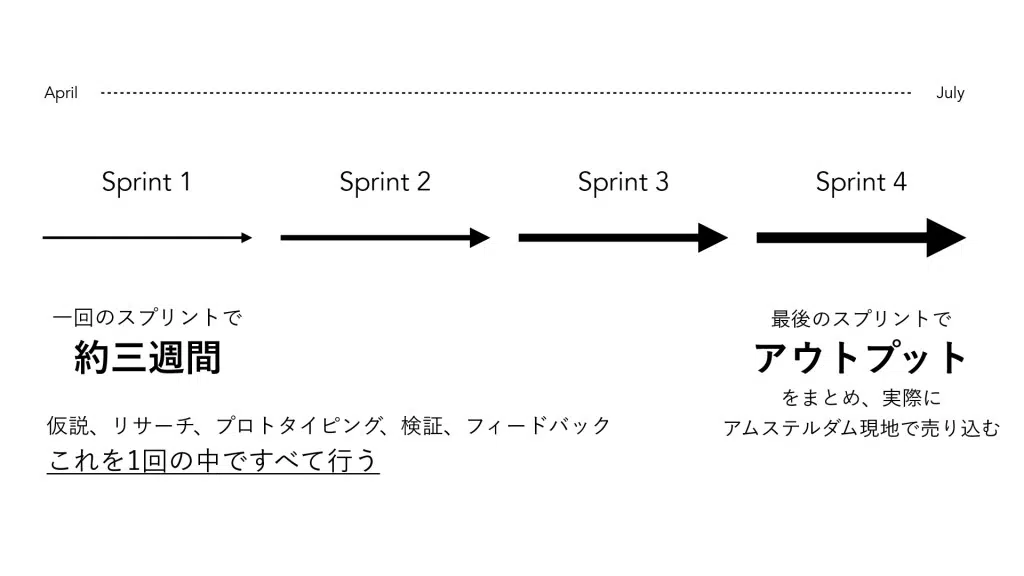 April
July
Sprint 1
Sprint 2
Sprint 3
Sprint 4
一回のスプリントで
約三週間
仮説、リサーチ、プロトタイピング、検証、フィードバック
これを1回の中ですべて行う
最後のスプリントで
アウトプット
をまとめ、実際に
アムステルダム現地で売り込む